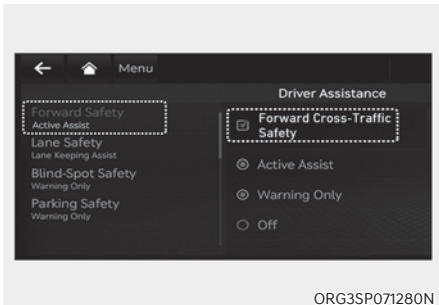 Menu
Driver Assistance
Forward Safety
Active Assist
Lane Safety
Lane Keeping Assist
Blind-Spot Safety
Warning Only
Parking Safety
Warning Only
Forward Cross-Traffic
Safety
Active Assist
Warning Only
Off
ORG3SP071280N